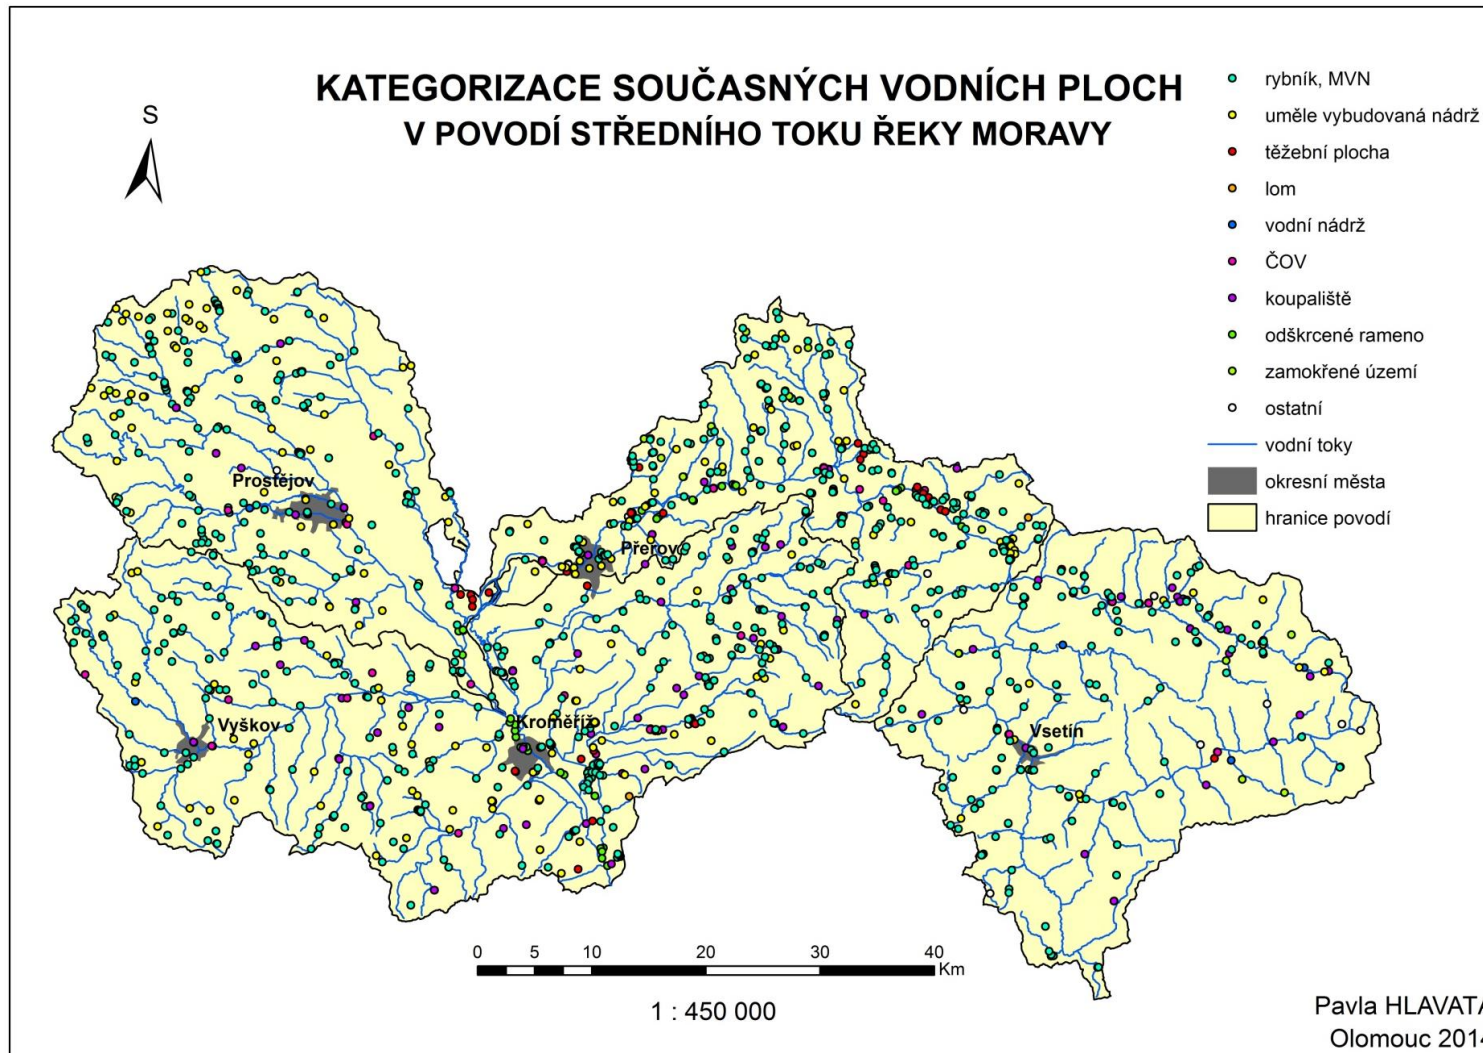 KATEGORIZACE SOUČASNÝCH VODNÍCH PLOCH
V POVODÍ STŘEDNÍHO TOKU ŘEKY MORAVY
S
rybník, MVN
uměle vybudovaná nádrž
těžební plocha
lom
vodní nádrž
ČOV
koupaliště
odškrcené rameno
zamokřené území
ostatní
vodní toky
okresní města
hranice povodí
Prostějov
Přerov
Vyškov
Kroměříž
Vsetín
0 5 10 20 30 40
Km
1 : 450 000
Pavla HLAVATÁ
Olomouc 2014